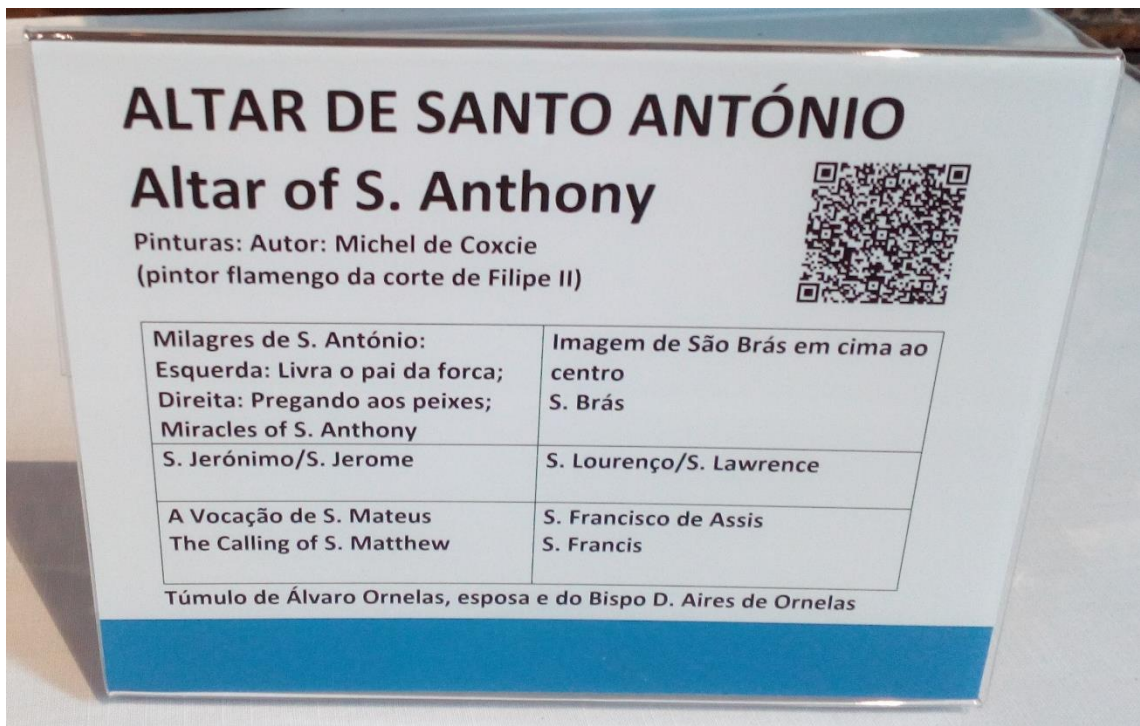 ALTAR DE SANTO ANTÓNIO
Altar of S. Anthony
Pinturas: Autor: Michel de Coxcie
(pintor flamengo da corte de Filipe II)
Milagres de S. António:
Esquerda: Livra o pai da forca;
Direita: Pregando aos peixes;
Miracles of S. Anthony
Imagem de São Brás em cima ao
centro
S. Brás
S. Jerónimo/S. Jerome
S. Lourenço/S. Lawrence
A Vocação de S. Mateus
The Calling of S. Matthew
S. Francisco de Assis
S. Francis
Túmulo de Álvaro Ornelas, esposa e do Bispo D. Aires de Ornelas